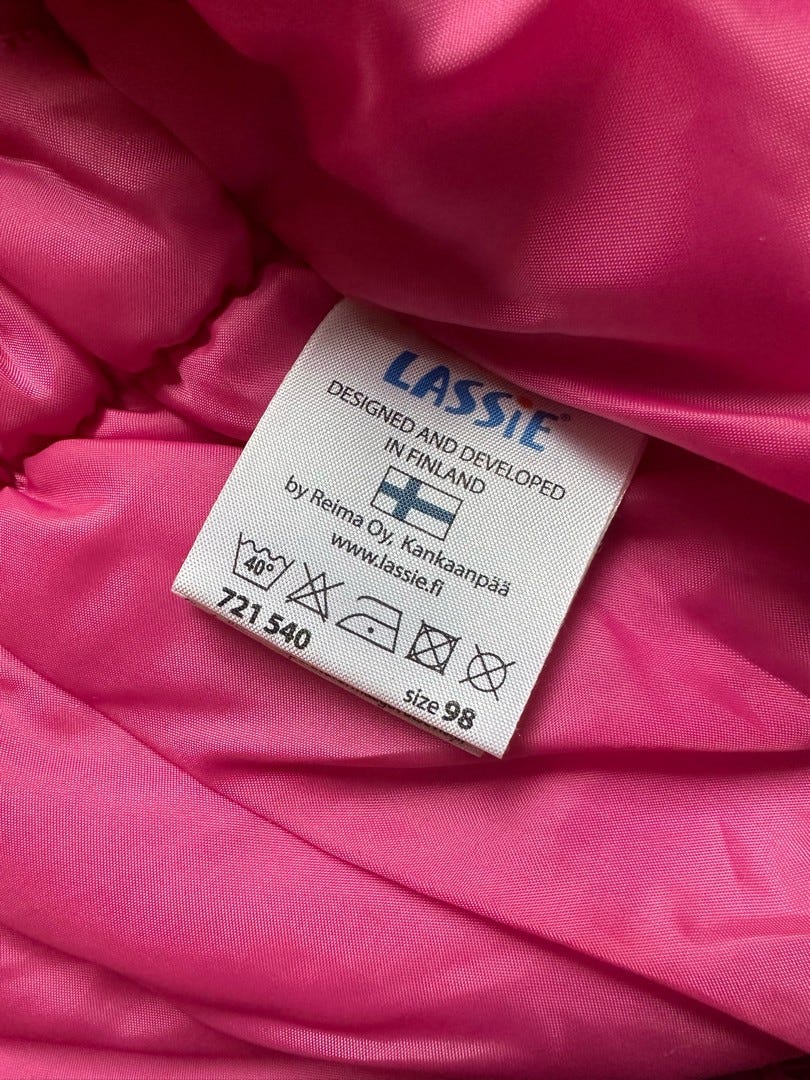 LASSiE®
DESIGNED AND DEVELOPED
IN FINLAND
by Reima Oy, Kankaanpää
www.lassie.fi
40°
721 540
size 98